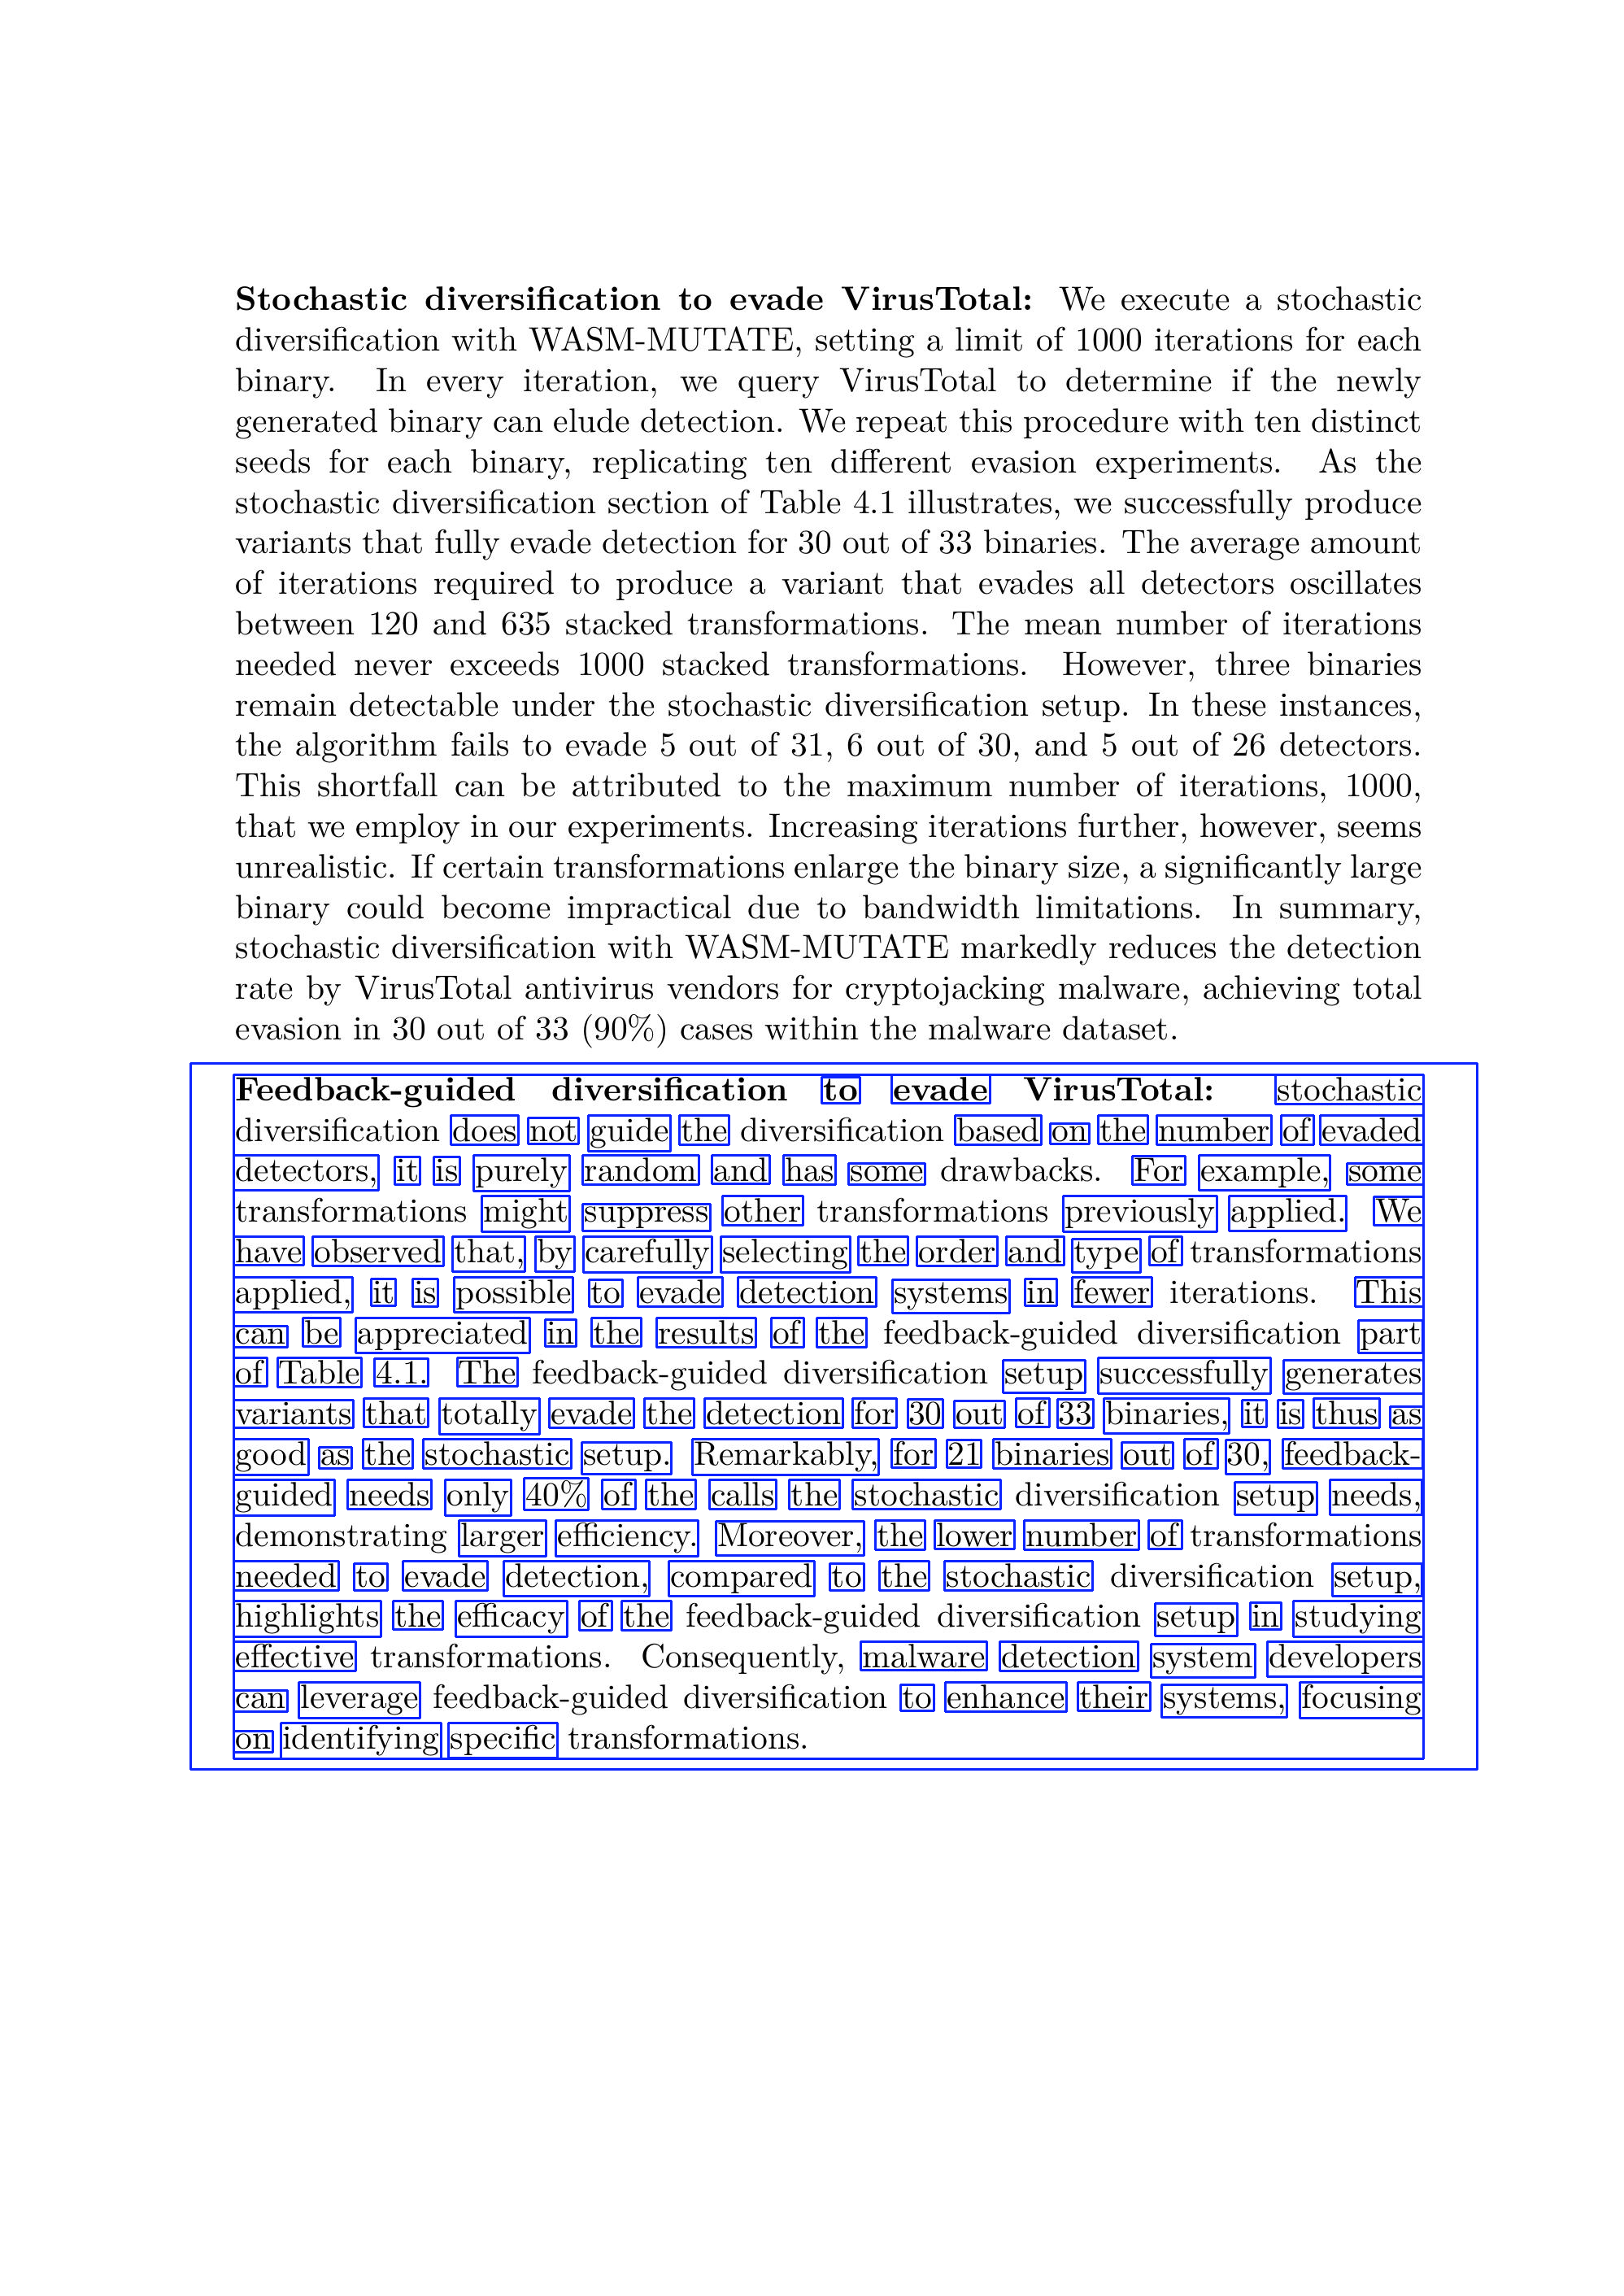 Stochastic diversification to evade VirusTotal: We execute a stochastic
diversification with WASM-MUTATE, setting a limit of 1000 iterations for each
binary. In every iteration, we query VirusTotal to determine if the newly
generated binary can elude detection. We repeat this procedure with ten distinct
seeds for each binary, replicating ten different evasion experiments. As the
stochastic diversification section of Table 4.1 illustrates, we successfully produce
variants that fully evade detection for 30 out of 33 binaries. The average amount
of iterations required to produce a variant that evades all detectors oscillates
between 120 and 635 stacked transformations. The mean number of iterations
needed never exceeds 1000 stacked transformations. However, three binaries
remain detectable under the stochastic diversification setup. In these instances,
the algorithm fails to evade 5 out of 31, 6 out of 30, and 5 out of 26 detectors.
This shortfall can be attributed to the maximum number of iterations, 1000,
that we employ in our experiments. Increasing iterations further, however, seems
unrealistic. If certain transformations enlarge the binary size, a significantly large
binary could become impractical due to bandwidth limitations. In summary,
stochastic diversification with WASM-MUTATE markedly reduces the detection
rate by VirusTotal antivirus vendors for cryptojacking malware, achieving total
evasion in 30 out of 33 (90%) cases within the malware dataset.
Feedback-guided diversification to evade VirusTotal: stochastic
diversification does not guide the diversification based on the number of evaded
detectors, it is purely random and has some drawbacks. For example, some
transformations might suppress other transformations previously applied. We
have observed that, by carefully selecting the order and type of transformations
applied, it is possible to evade detection systems in fewer iterations. This
can be appreciated in the results of the feedback-guided diversification part
of Table 4.1. The feedback-guided diversification setup successfully generates
variants that totally evade the detection for 30 out of 33 binaries, it is thus as
good as the stochastic setup. Remarkably, for 21 binaries out of 30, feedback-
guided needs only 40% of the calls the stochastic diversification setup needs,
demonstrating larger efficiency. Moreover, the lower number of transformations
needed to evade detection, compared to the stochastic diversification setup,
highlights the efficacy of the feedback-guided diversification setup in studying
effective transformations. Consequently, malware detection system developers
can leverage feedback-guided diversification to enhance their systems, focusing
on identifying specific transformations.